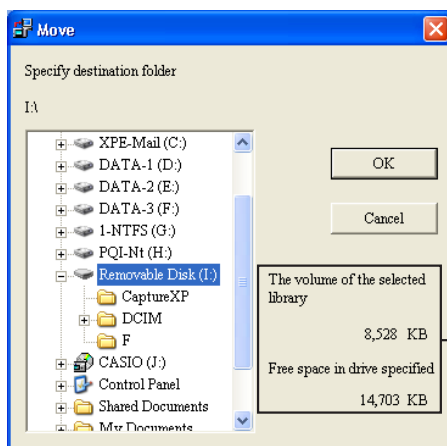 Move
Specify destination folder
I:\
XPE-Mail (C:)
DATA-1 (D:)
DATA-2 (E:)
DATA-3 (F:)
1-NTFS (G:)
PQI-Nt (H:)
Removable Disk (I:)
CaptureXP
DCIM
F
CASIO (J:)
Control Panel
Shared Documents
My Documents
OK
Cancel
The volume of the selected
library
8,528 KB
Free space in drive specified
14,703 KB